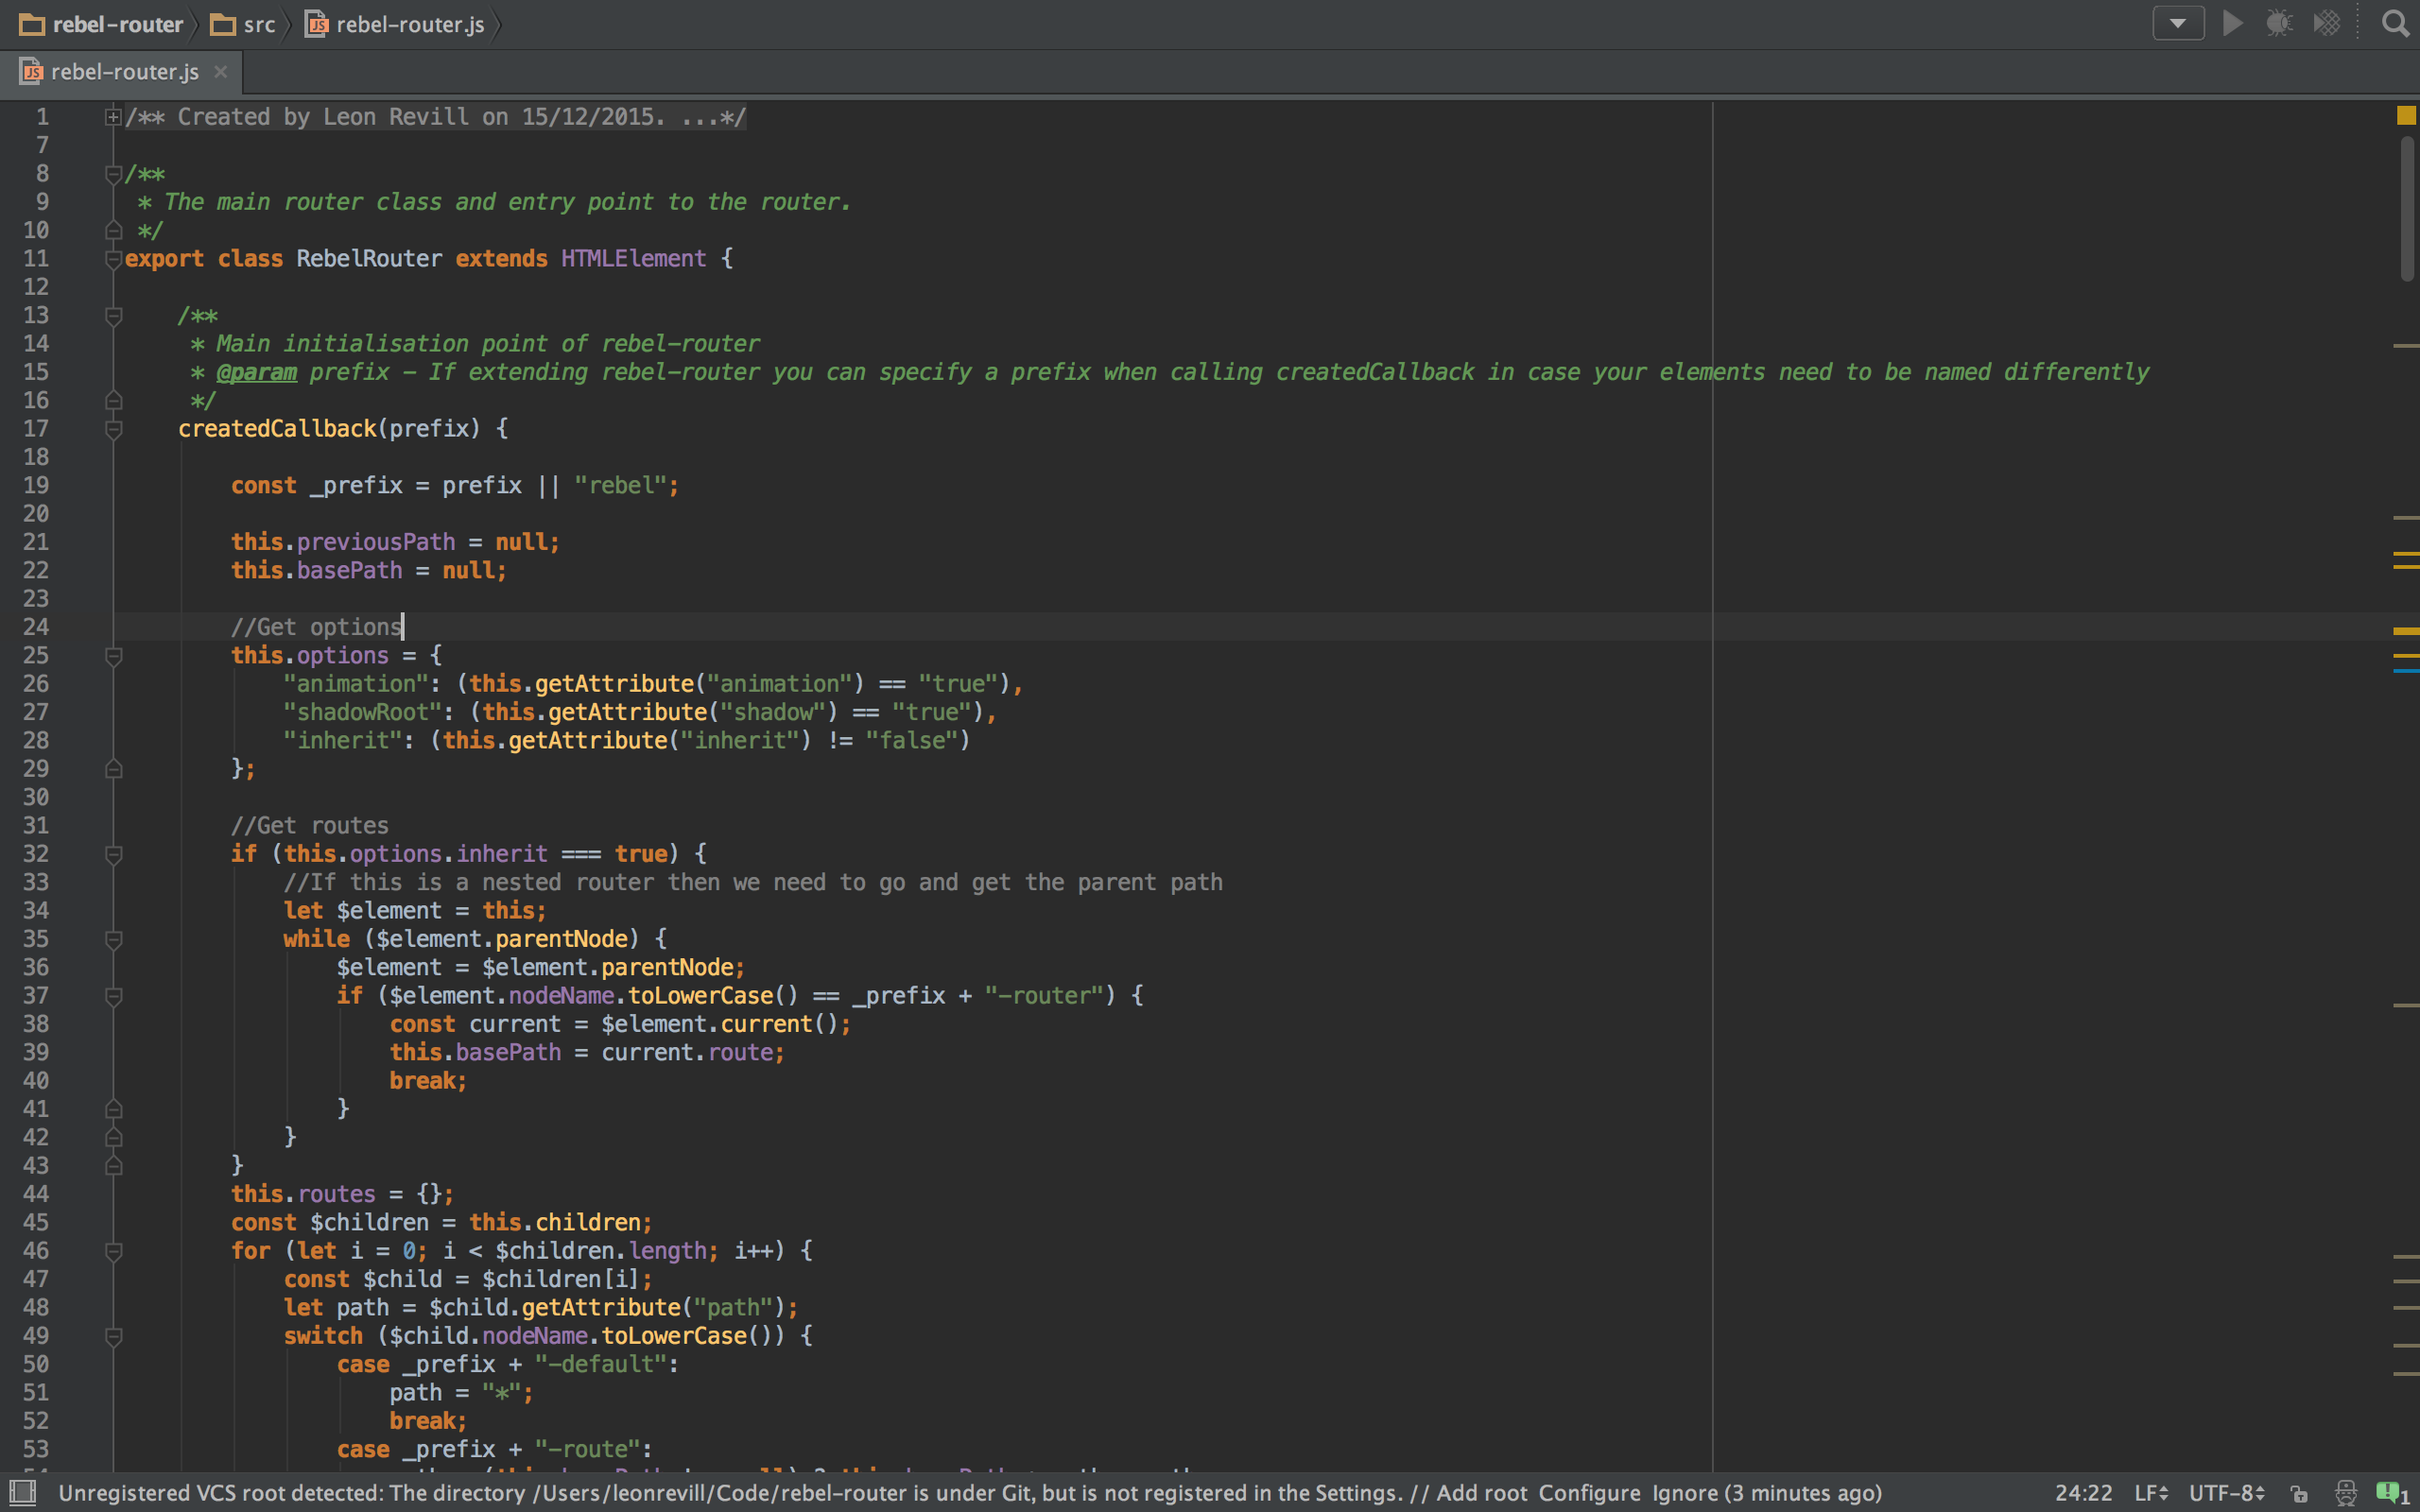 rebel-router src rebel-router.js
rebel-router.js
1 /** Created by Leon Revill on 15/12/2015. ...*/
7
8 /**
9 * The main router class and entry point to the router.
10 */
11 export class RebelRouter extends HTMLElement {
12
13 /**
14 * Main initialisation point of rebel-router
15 * @param prefix - If extending rebel-router you can specify a prefix when calling createdCallback in case your elements need to be named differently
16 */
17 createdCallback(prefix) {
18
19 const _prefix = prefix || "rebel";
20
21 this.previousPath = null;
22 this.basePath = null;
23
24 //Get options
25 this.options = {
26 "animation": (this.getAttribute("animation") == "true"),
27 "shadowRoot": (this.getAttribute("shadow") == "true"),
28 "inherit": (this.getAttribute("inherit") != "false")
29 };
30
31 //Get routes
32 if (this.options.inherit === true) {
33 //If this is a nested router then we need to go and get the parent path
34 let $element = this;
35 while ($element.parentNode) {
36 $element = $element.parentNode;
37 if ($element.nodeName.toLowerCase() == _prefix + "-router") {
38 const current = $element.current();
39 this.basePath = current.route;
40 break;
41 }
42 }
43 }
44 this.routes = {};
45 const $children = this.children;
46 for (let i = 0; i < $children.length; i++) {
47 const $child = $children[i];
48 let path = $child.getAttribute("path");
49 switch ($child.nodeName.toLowerCase()) {
50 case _prefix + "-default":
51 path = "*";
52 break;
53 case _prefix + "-route":
Unregistered VCS root detected: The directory /Users/leonrevill/Code/rebel-router is under Git, but is not registered in the Settings. // Add root Configure Ignore (3 minutes ago) 24:22 LF UTF-8 1